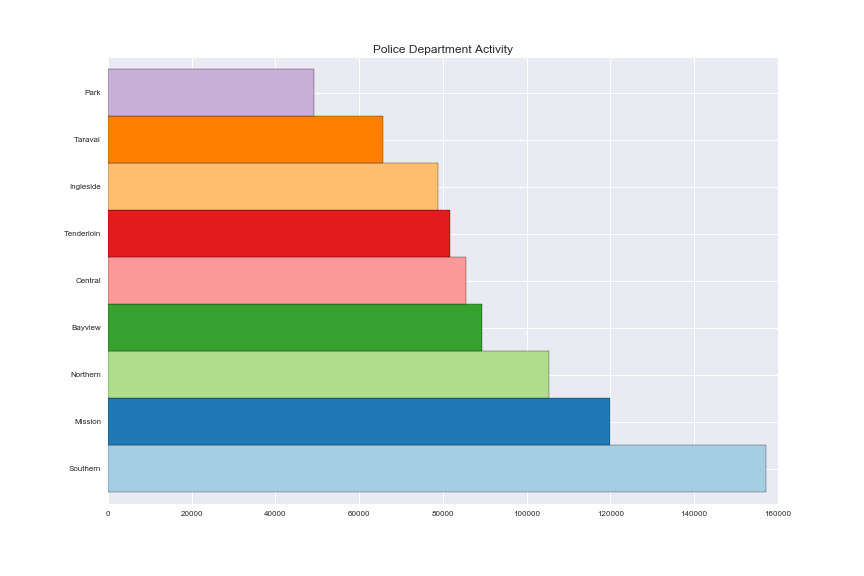 Police Department Activity
Park
Taraval
Ingleside
Tenderloin
Central
Bayview
Northern
Mission
Southern
0 20000 40000 60000 80000 100000 120000 140000 160000